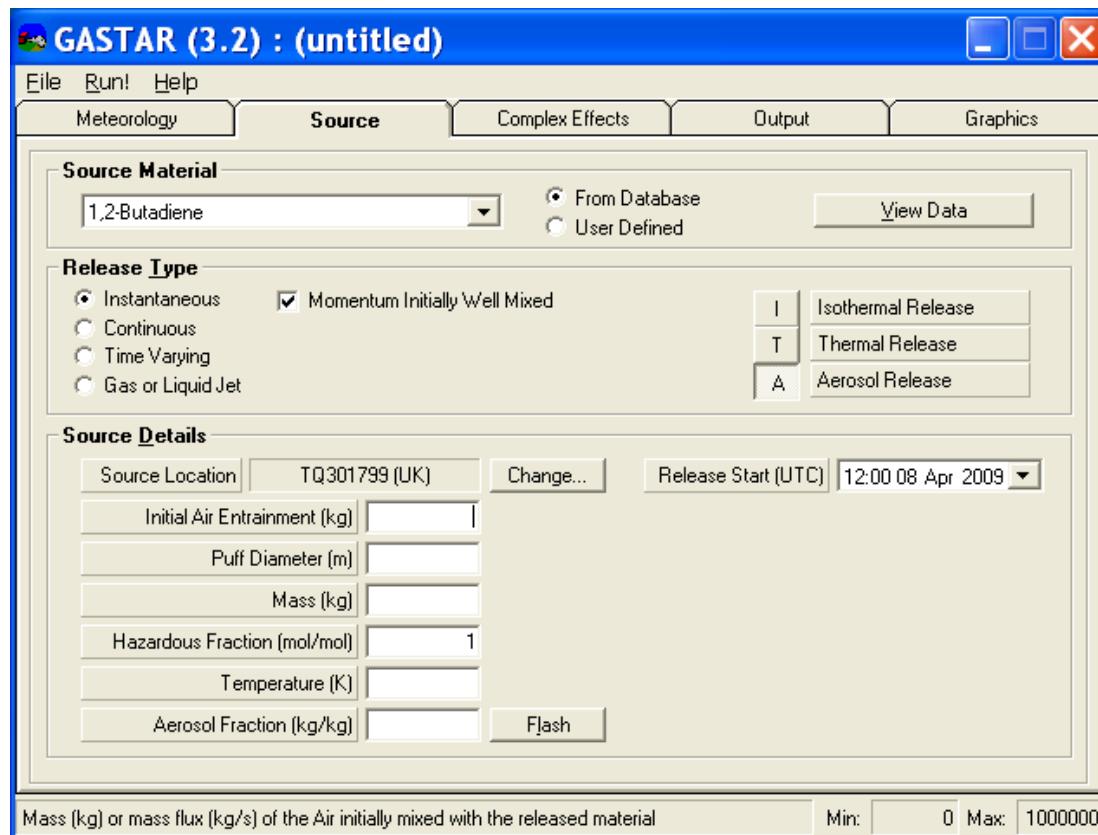 GASTAR (3.2) : (untitled)
File Run! Help
Meteorology Source Complex Effects Output Graphics
Source Material
1,2-Butadiene
From Database
User Defined
View Data
Release Type
Instantaneous
Continuous
Time Varying
Gas or Liquid Jet
Momentum Initially Well Mixed
I Isothermal Release
T Thermal Release
A Aerosol Release
Source Details
Source Location TQ301799 (UK) Change... Release Start (UTC) 12:00 08 Apr 2009
Initial Air Entrainment (kg)
Puff Diameter (m)
Mass (kg)
Hazardous Fraction (mol/mol) 1
Temperature (K)
Aerosol Fraction (kg/kg) Flash
Mass (kg) or mass flux (kg/s) of the Air initially mixed with the released material Min: 0 Max: 1000000